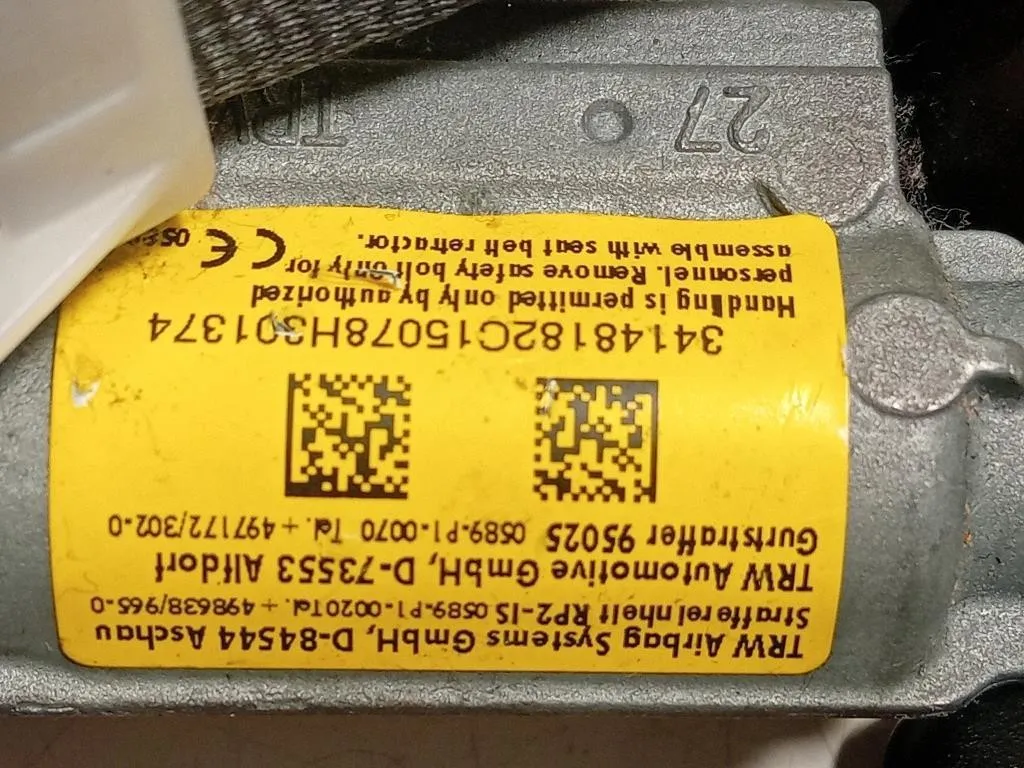 TRW Airbag Systems GmbH, D-84544 Aschau
Straffereinheit RP2-IS 0589-P1-0020 Tel. + 498638/965-0
TRW Automotive GmbH, D-73553 Alfdorf
Gurtstraffer 95025 0589-P1-0070 Tel. + 497172/302-0
34148182C15078H301374
Handling is permitted only by authorized
personnel. Remove safety bolt only for
assemble with seat belt retractor.
CE
27